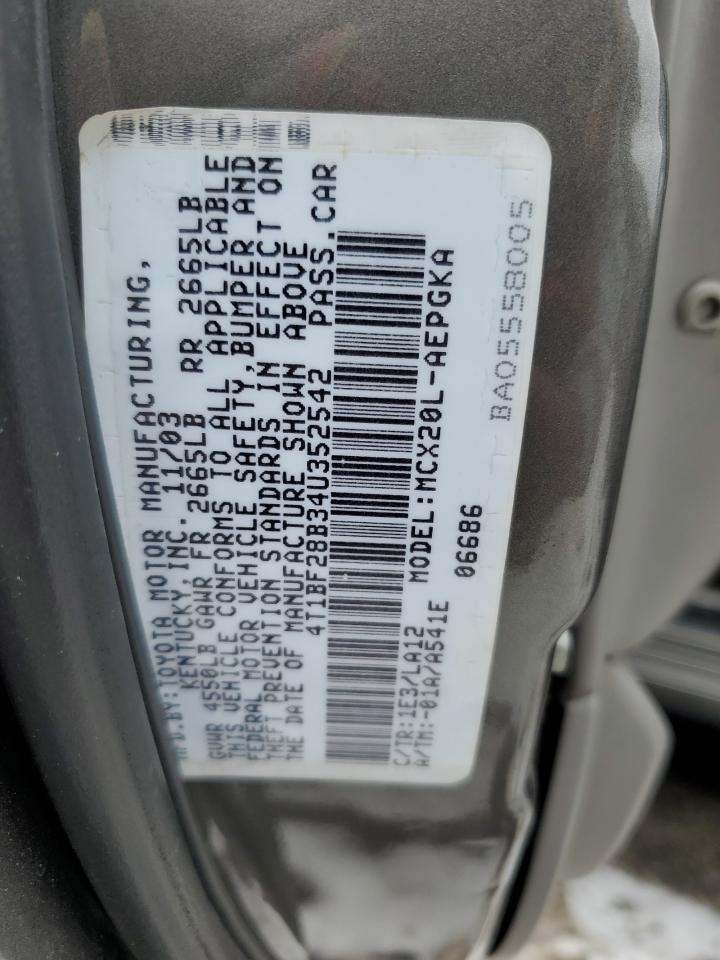 MFD.BY:TOYOTA MOTOR MANUFACTURING,
KENTUCKY,INC. 11/03
GVWR 4550LB GAWR FR 2665LB RR 2665LB
THIS VEHICLE CONFORMS TO ALL APPLICABLE
FEDERAL MOTOR VEHICLE SAFETY,BUMPER AND
THEFT PREVENTION STANDARDS IN EFFECT ON
THE DATE OF MANUFACTURE SHOWN ABOVE
4T1BF28B34U352542 PASS.CAR
C/TR:1E3/LA12 MODEL:MCX20L-AEPGKA
A/TM:-01A/A541E
06686
BA05558005